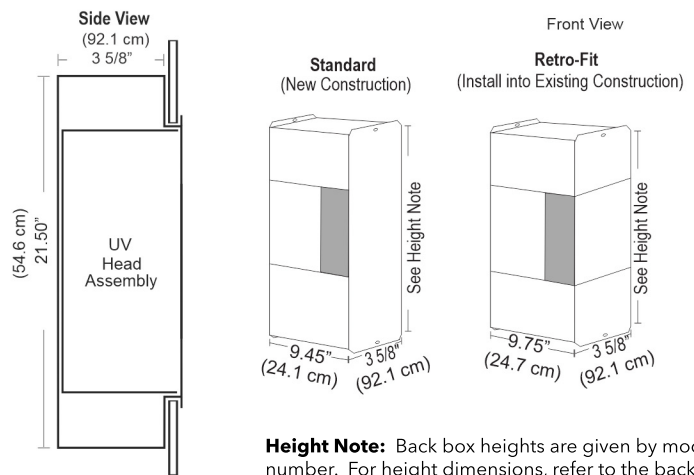 Side View
(92.1 cm)
3 5/8”
(54.6 cm)
21.50”
UV
Head
Assembly
Front View
Standard
(New Construction)
See Height Note
9.45”
(24.1 cm)
3 5/8”
(92.1 cm)
Retro-Fit
(Install into Existing Construction)
See Height Note
9.75”
(24.7 cm)
3 5/8”
(92.1 cm)
Height Note: Back box heights are given by
number. For height dimensions, refer to the back